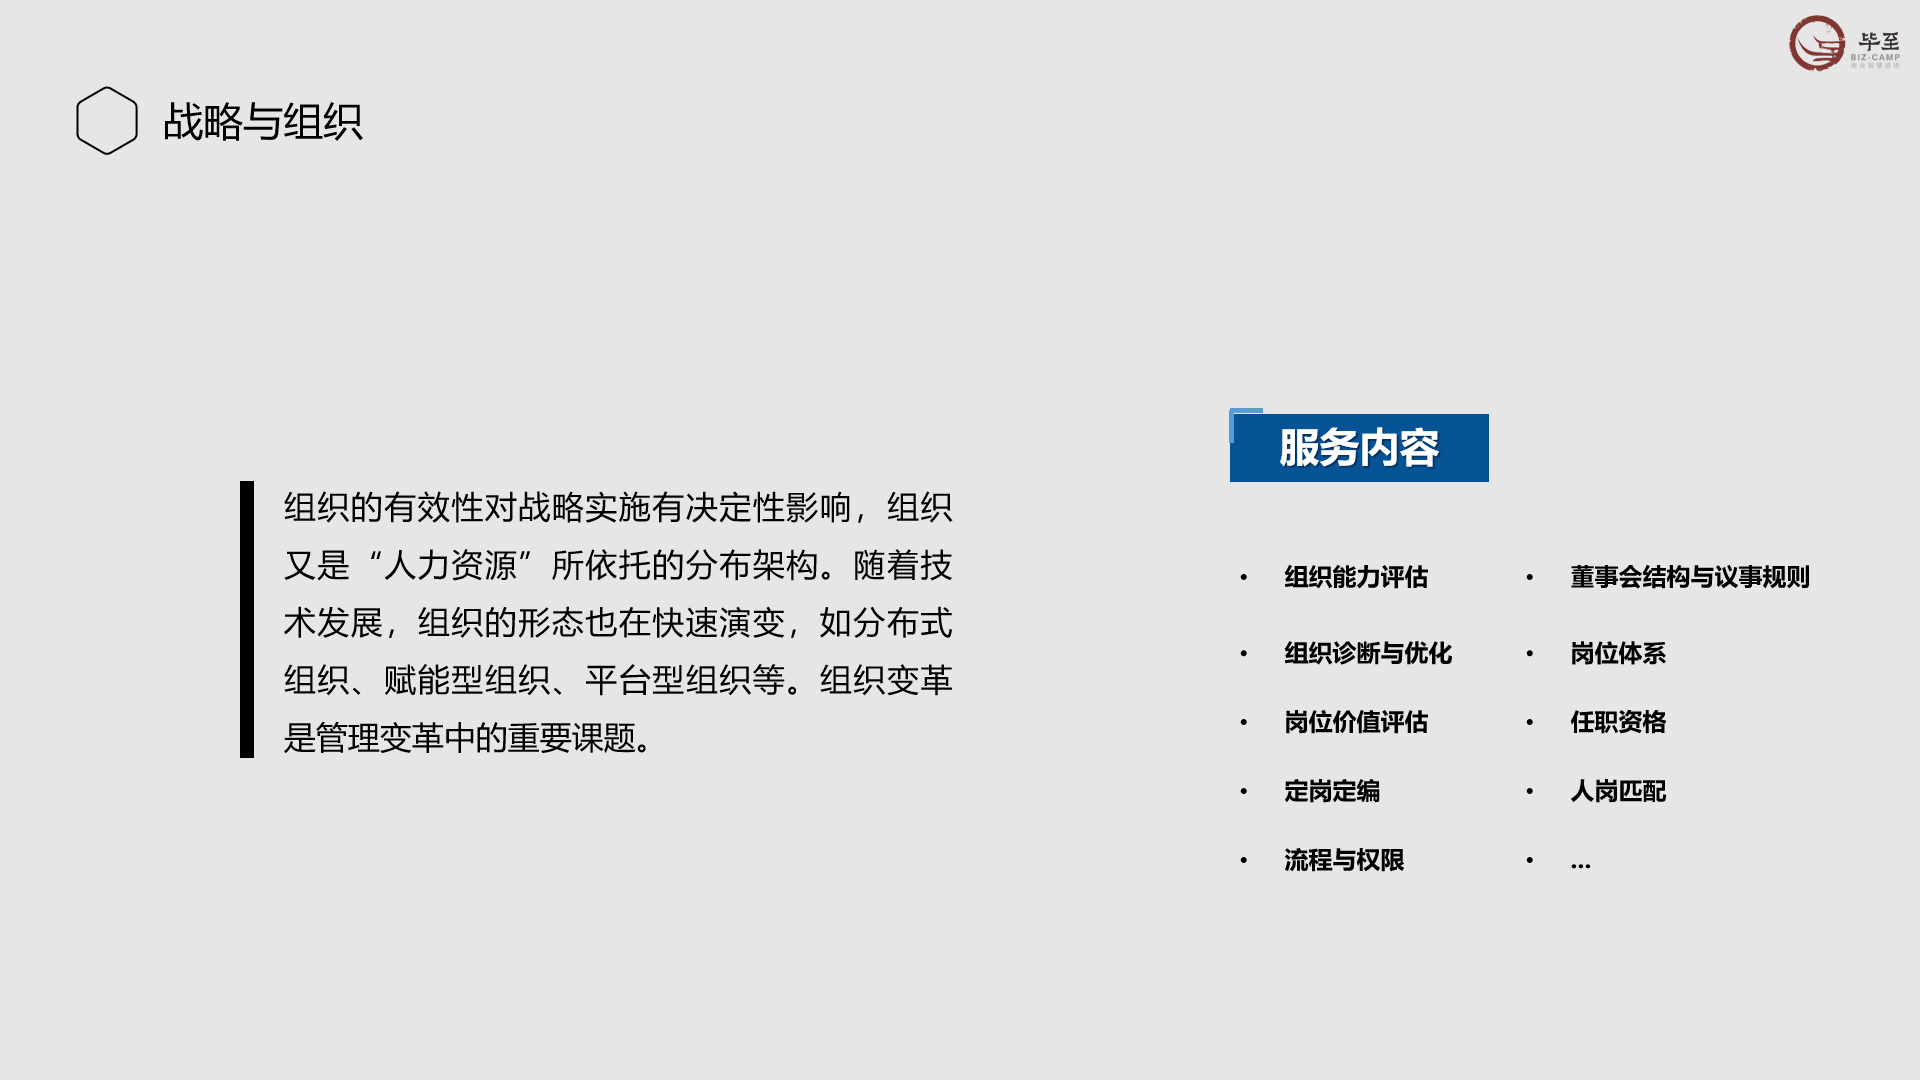 毕至
BIZ-CAMP
战略与组织
组织的有效性对战略实施有决定性影响，组织
又是“人力资源”所依托的分布架构。随着技
术发展，组织的形态也在快速演变，如分布式
组织、赋能型组织、平台型组织等。组织变革
是管理变革中的重要课题。
服务内容
• 组织能力评估
• 组织诊断与优化
• 岗位价值评估
• 定岗定编
• 流程与权限
• 董事会结构与议事规则
• 岗位体系
• 任职资格
• 人岗匹配
• ...